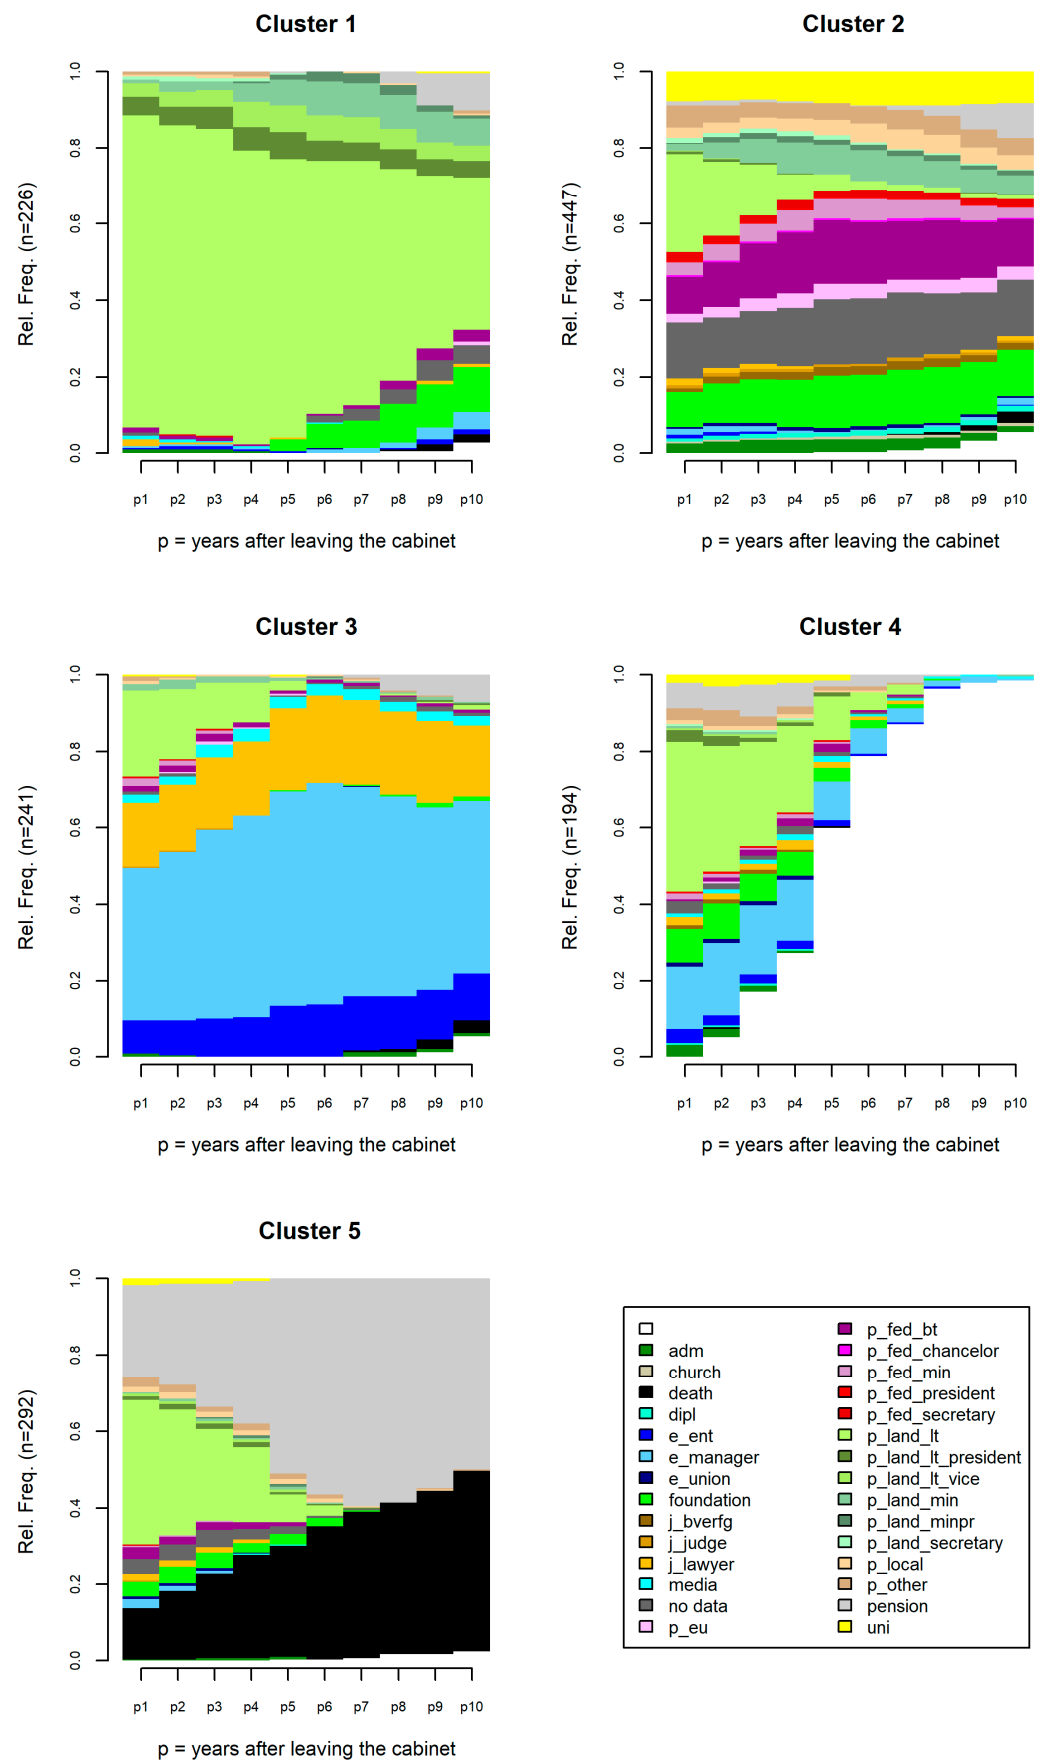 Cluster 1
Rel. Freq. (n=226)
1.0
0.8
0.6
0.4
0.2
0.0
p1 p2 p3 p4 p5 p6 p7 p8 p9 p10
p = years after leaving the cabinet
Cluster 2
Rel. Freq. (n=447)
1.0
0.8
0.6
0.4
0.2
0.0
p1 p2 p3 p4 p5 p6 p7 p8 p9 p10
p = years after leaving the cabinet
Cluster 3
Rel. Freq. (n=241)
1.0
0.8
0.6
0.4
0.2
0.0
p1 p2 p3 p4 p5 p6 p7 p8 p9 p10
p = years after leaving the cabinet
Cluster 4
Rel. Freq. (n=194)
1.0
0.8
0.6
0.4
0.2
0.0
p1 p2 p3 p4 p5 p6 p7 p8 p9 p10
p = years after leaving the cabinet
Cluster 5
Rel. Freq. (n=292)
1.0
0.8
0.6
0.4
0.2
0.0
p1 p2 p3 p4 p5 p6 p7 p8 p9 p10
p = years after leaving the cabinet
adm
church
death
dipl
e_ent
e_manager
e_union
foundation
j_bverfg
j_judge
j_lawyer
media
no data
p_eu
p_fed_bt
p_fed_chancelor
p_fed_min
p_fed_president
p_fed_secretary
p_land_lt
p_land_lt_president
p_land_lt_vice
p_land_min
p_land_minpr
p_land_secretary
p_local
p_other
pension
uni